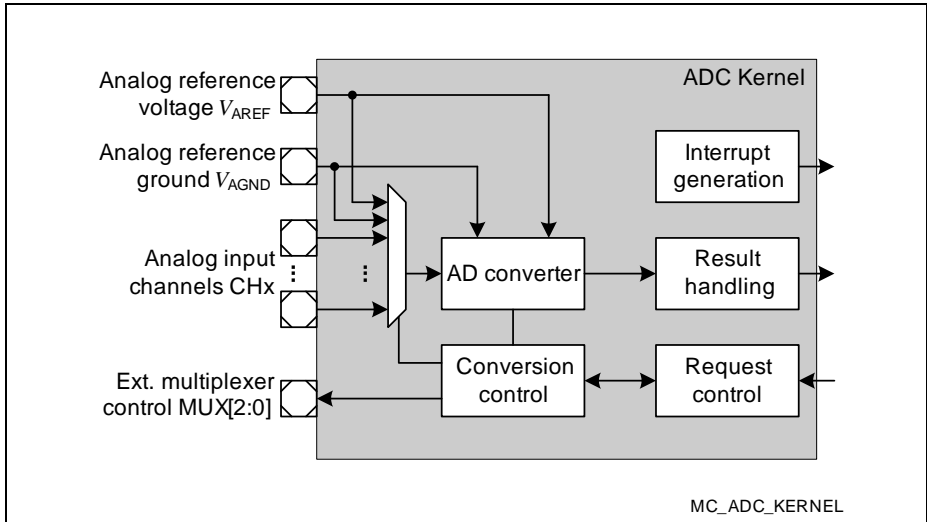 ADC Kernel
Analog reference
voltage VAREF
Analog reference
ground VAGND
Analog input
channels CHx
Ext. multiplexer
control MUX[2:0]
AD converter
Conversion
control
Interrupt
generation
Result
handling
Request
control
MC_ADC_KERNEL